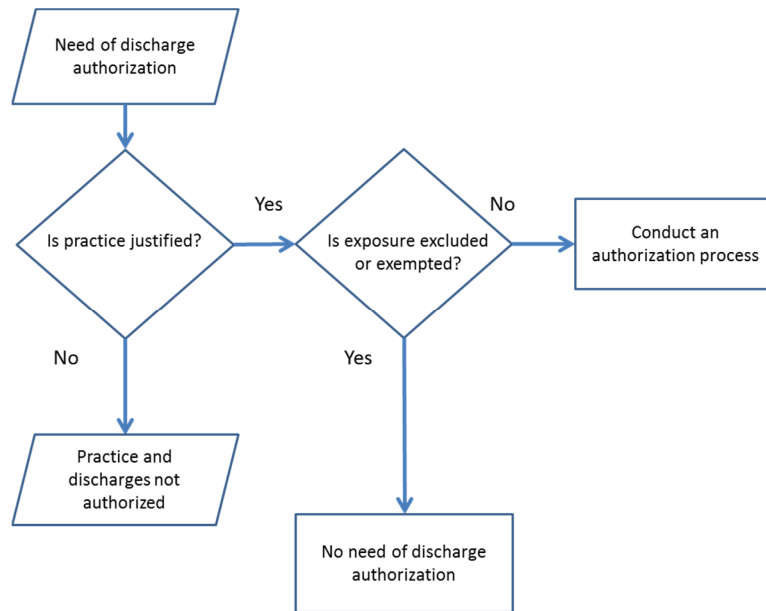 Need of discharge
authorization
Is practice justified?
Yes
Is exposure excluded
or exempted?
No
Conduct an
authorization process
No
Yes
Practice and
discharges not
authorized
No need of discharge
authorization